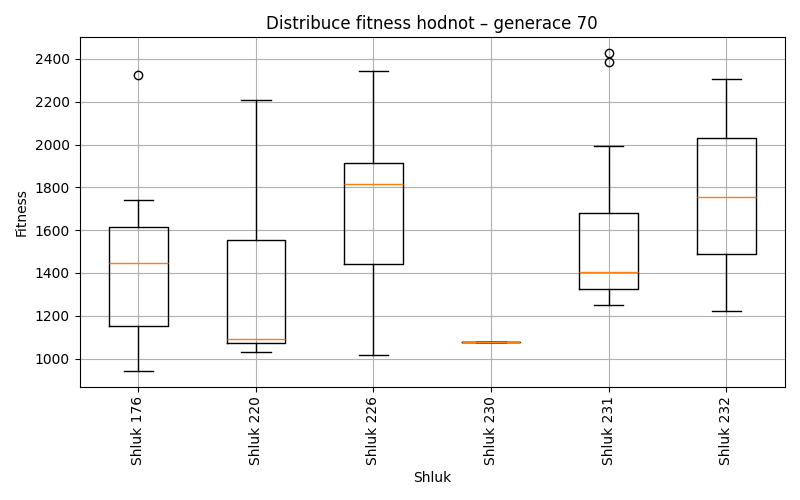 Distribuce fitness hodnot – generace 70
Fitness
2400
2200
2000
1800
1600
1400
1200
1000
Shluk 176
Shluk 220
Shluk 226
Shluk 230
Shluk 231
Shluk 232
Shluk